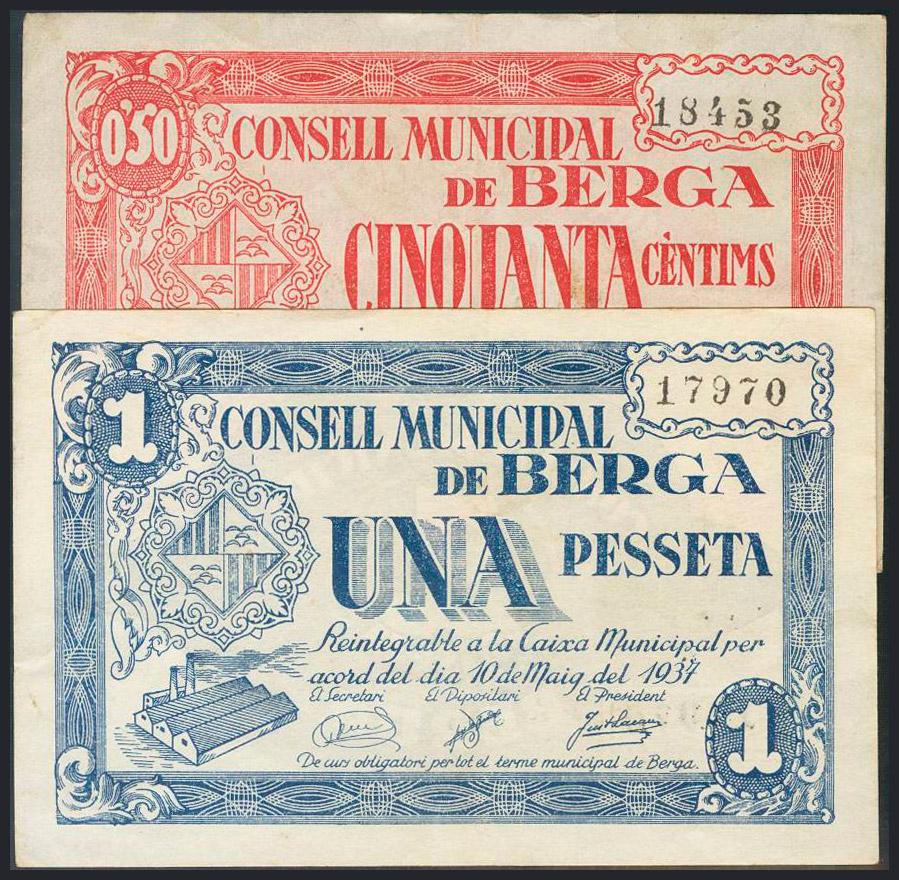 0'50
18453
CONSELL MUNICIPAL
DE BERGA
CINQUANTA CÈNTIMS
1
17970
CONSELL MUNICIPAL
DE BERGA
UNA PESSETA
Reintegrable a la Caixa Municipal per
acord del dia 10 de Maig del 1937
El Secretari El Dipositari El President
De curs obligatori per tot el terme municipal de Berga.
1